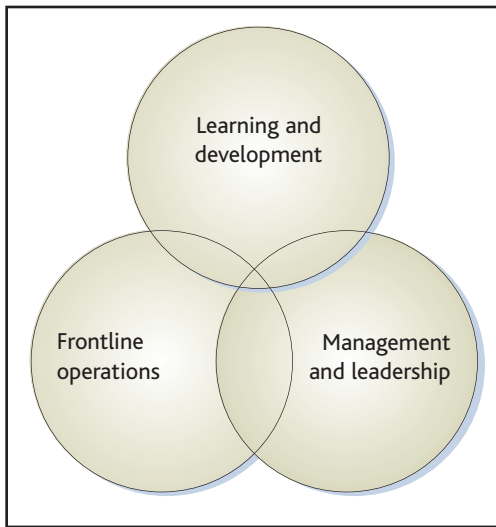 Learning and
development
Frontline
operations
Management
and leadership